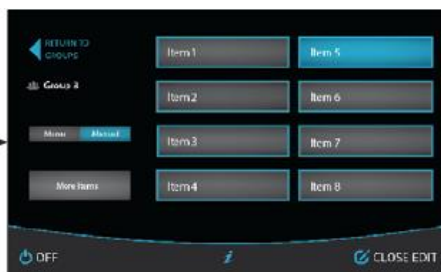 RETURN TO
GROUPS
Group 3
Menu Manual
More Items
Item 1
Item 2
Item 3
Item 4
Item 5
Item 6
Item 7
Item 8
OFF
i
CLOSE EDIT